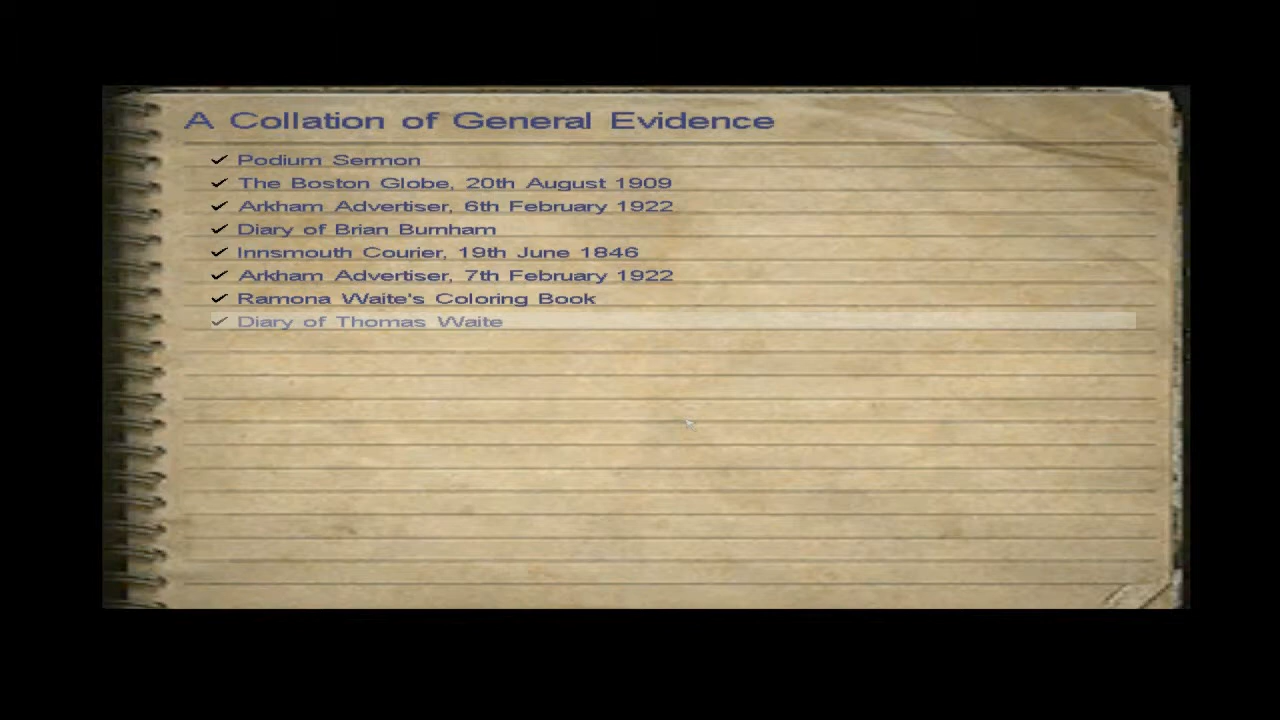 A Collation of General Evidence
Podium Sermon
The Boston Globe, 20th August 1909
Arkham Advertiser, 6th February 1922
Diary of Brian Burnham
Innsmouth Courier, 19th June 1846
Arkham Advertiser, 7th February 1922
Ramona Waite's Coloring Book
Diary of Thomas Waite